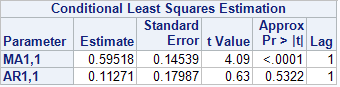 Conditional Least Squares Estimation
Parameter Estimate Standard Error t Value Approx Pr > |t| Lag
MA1,1 0.59518 0.14539 4.09 <.0001 1
AR1,1 0.11271 0.17987 0.63 0.5322 1